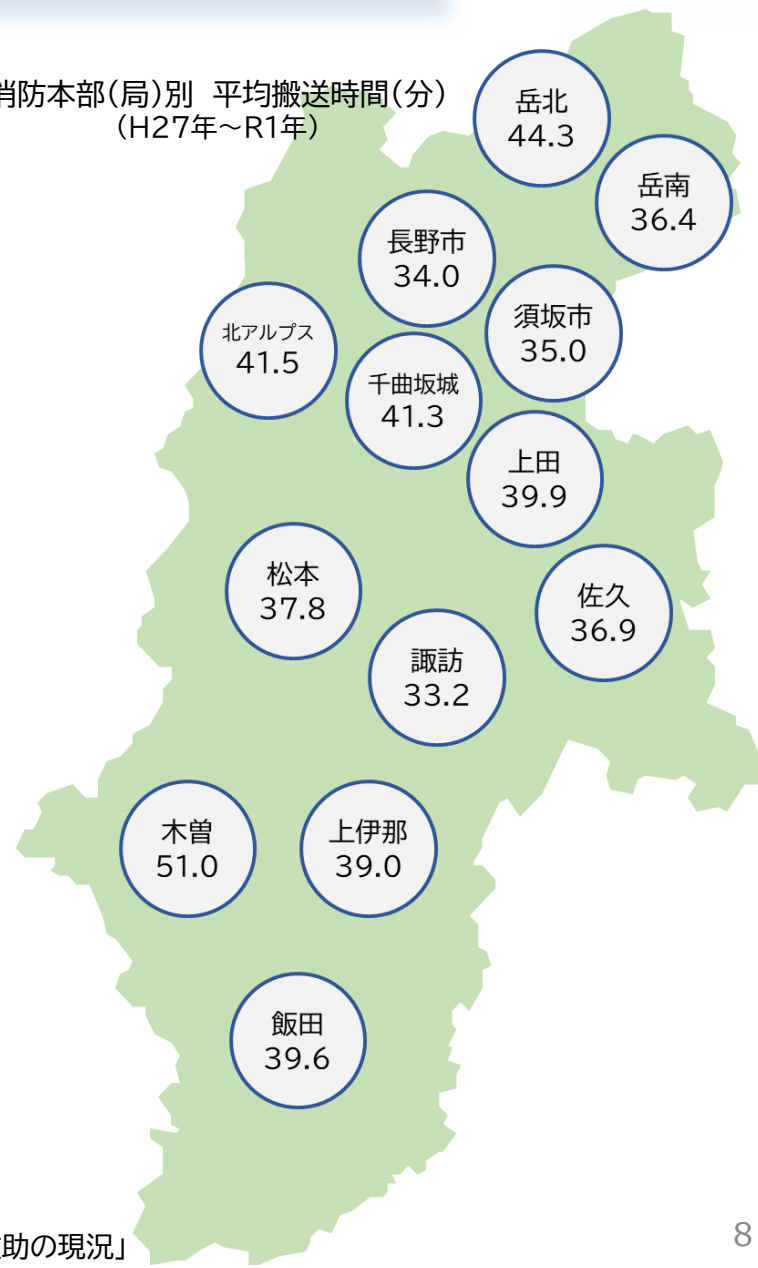 消防本部(局)別 平均搬送時間(分)
(H27年～R1年)
岳北
44.3
岳南
36.4
長野市
34.0
須坂市
35.0
北アルプス
41.5
千曲坂城
41.3
上田
39.9
松本
37.8
佐久
36.9
諏訪
33.2
木曽
51.0
上伊那
39.0
飯田
39.6
助の現況」
8